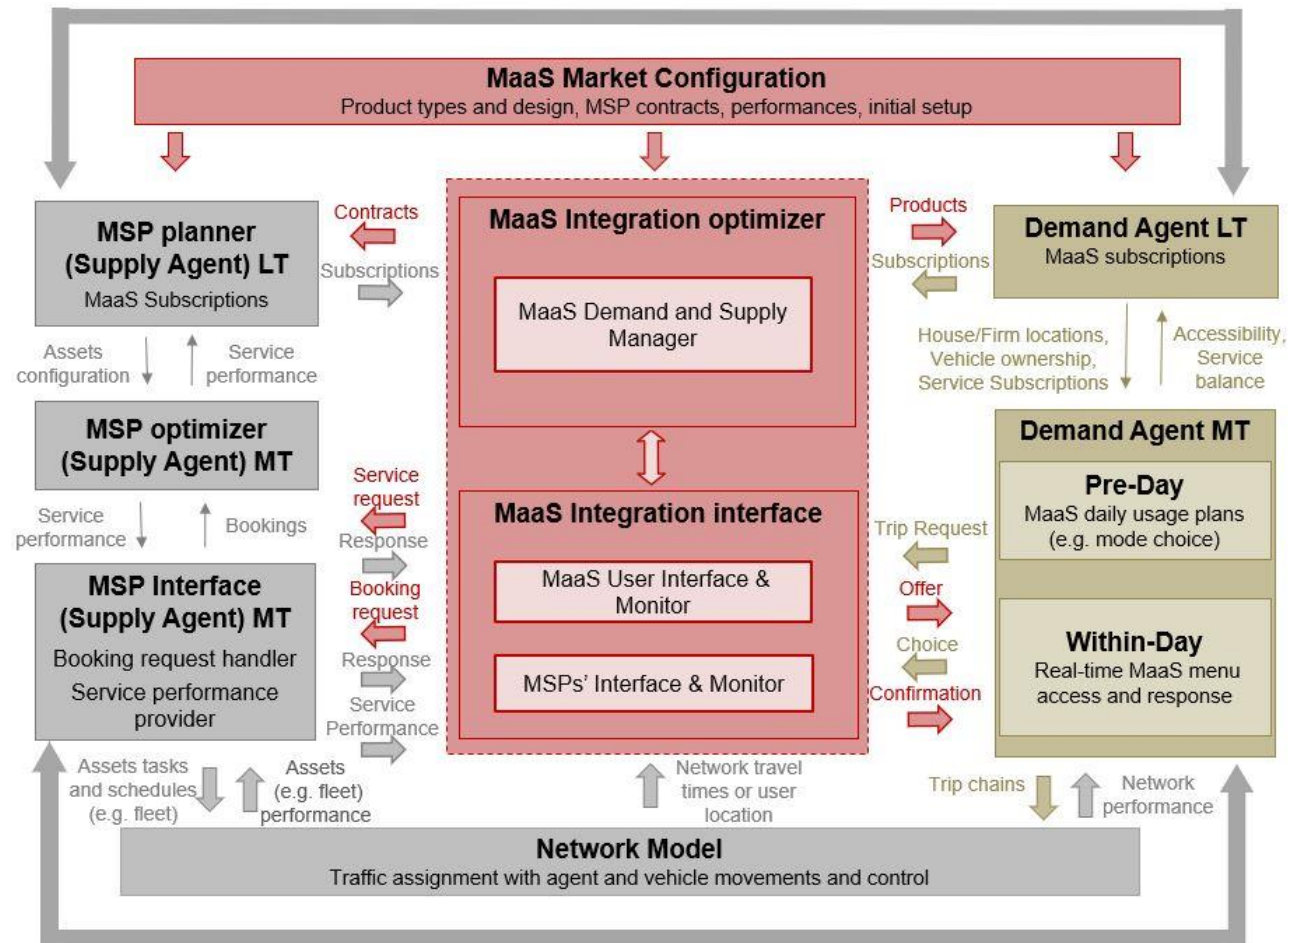 MaaS Market Configuration
Product types and design, MSP contracts, performances, initial setup
MSP planner
(Supply Agent) LT
MaaS Subscriptions
Contracts
Subscriptions
MaaS Integration optimizer
MaaS Demand and Supply
Manager
Products
Subscriptions
Demand Agent LT
MaaS subscriptions
Assets
configuration
Service
performance
House/Firm locations,
Vehicle ownership,
Service Subscriptions
Accessibility,
Service
balance
MSP optimizer
(Supply Agent) MT
Service
performance
Bookings
MSP Interface
(Supply Agent) MT
Booking request handler
Service performance
provider
Service
request
Response
Booking
request
Response
Service
Performance
MaaS Integration interface
MaaS User Interface &
Monitor
MSPs’ Interface & Monitor
Trip Request
Offer
Choice
Confirmation
Demand Agent MT
Pre-Day
MaaS daily usage plans
(e.g. mode choice)
Within-Day
Real-time MaaS menu
access and response
Assets tasks
and schedules
(e.g. fleet)
Assets
(e.g. fleet)
performance
Network travel
times or user
location
Trip chains
Network
performance
Network Model
Traffic assignment with agent and vehicle movements and control